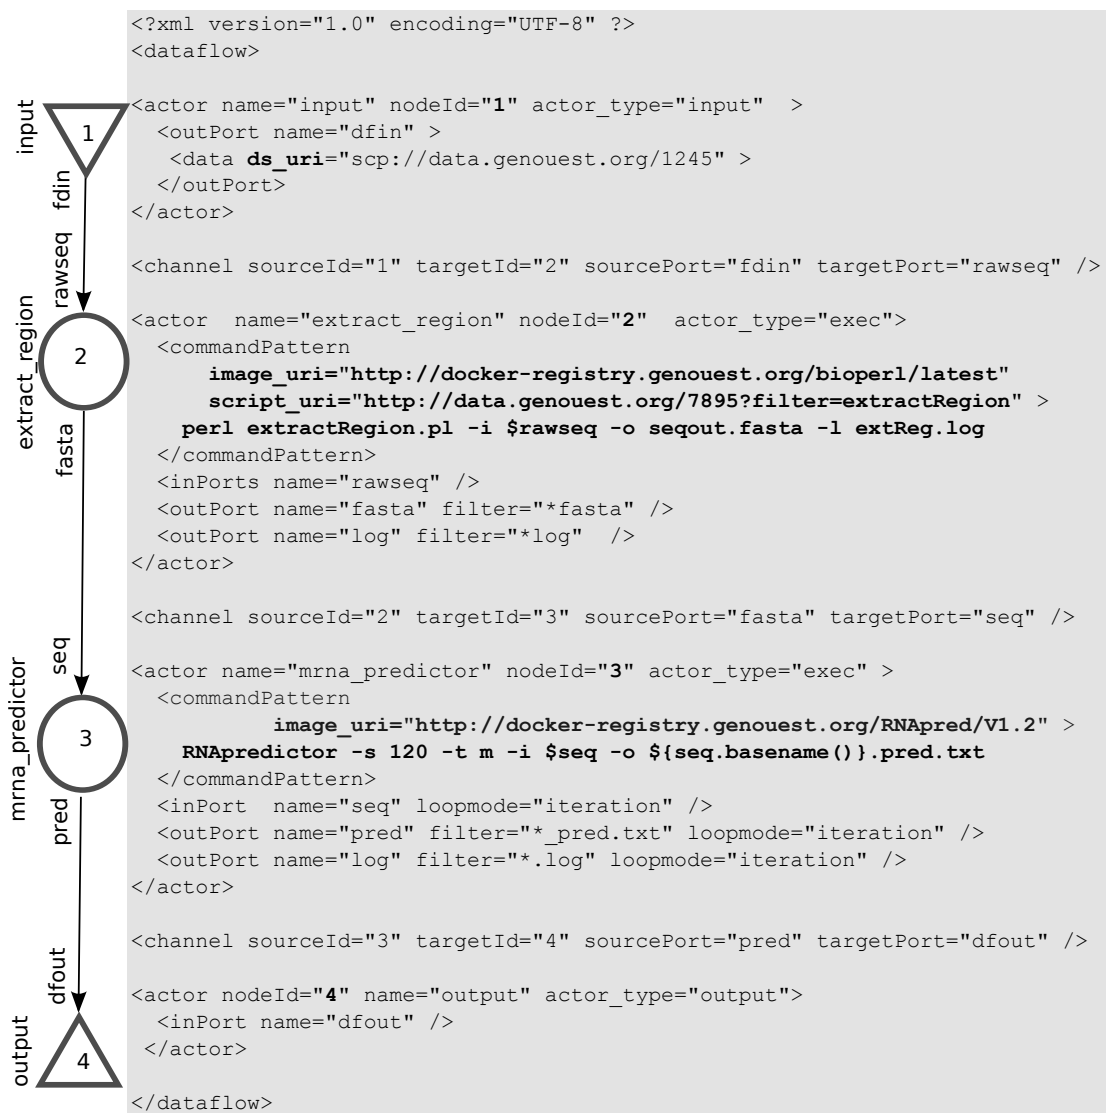 <?xml version="1.0" encoding="UTF-8" ?>
<dataflow>
<actor name="input" nodeId="1" actor_type="input"  >
  <outPort name="dfin" >
   <data ds_uri="scp://data.genouest.org/1245" >
  </outPort>
</actor>
<channel sourceId="1" targetId="2" sourcePort="fdin" targetPort="rawseq" />
<actor  name="extract_region" nodeId="2"  actor_type="exec">
  <commandPattern
      image_uri="http://docker-registry.genouest.org/bioperl/latest"
      script_uri="http://data.genouest.org/7895?filter=extractRegion" >
    perl extractRegion.pl -i $rawseq -o seqout.fasta -l extReg.log
  </commandPattern>
  <inPorts name="rawseq" />
  <outPort name="fasta" filter="*fasta" />
  <outPort name="log" filter="*log"  />
</actor>
<channel sourceId="2" targetId="3" sourcePort="fasta" targetPort="seq" />
<actor name="mrna_predictor" nodeId="3" actor_type="exec" >
  <commandPattern
           image_uri="http://docker-registry.genouest.org/RNApred/V1.2" >
    RNApredictor -s 120 -t m -i $seq -o ${seq.basename()}.pred.txt
  </commandPattern>
  <inPort  name="seq" loopmode="iteration" />
  <outPort name="pred" filter="*_pred.txt" loopmode="iteration" />
  <outPort name="log" filter="*.log" loopmode="iteration" />
</actor>
<channel sourceId="3" targetId="4" sourcePort="pred" targetPort="dfout" />
<actor nodeId="4" name="output" actor_type="output">
  <inPort name="dfout" />
 </actor>
</dataflow>
input
1
fdin
rawseq
extract_region
2
fasta
seq
mrna_predictor
3
pred
dfout
output
4